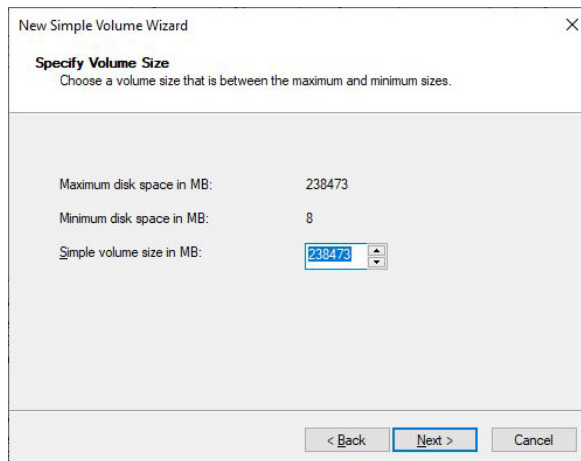 New Simple Volume Wizard
Specify Volume Size
Choose a volume size that is between the maximum and minimum sizes.
Maximum disk space in MB: 238473
Minimum disk space in MB: 8
Simple volume size in MB: 238473
< Back Next > Cancel